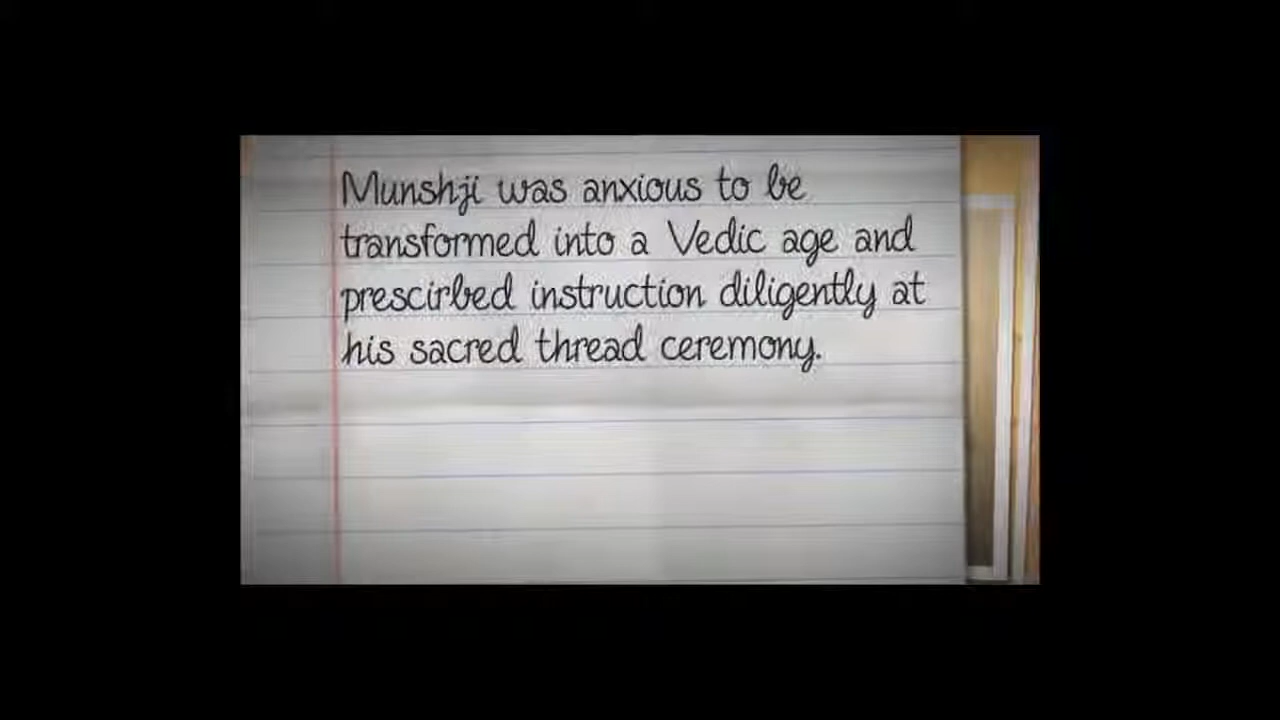 Munshji was anxious to be
transformed into a Vedic age and
prescirbed instruction diligently at
his sacred thread ceremony.